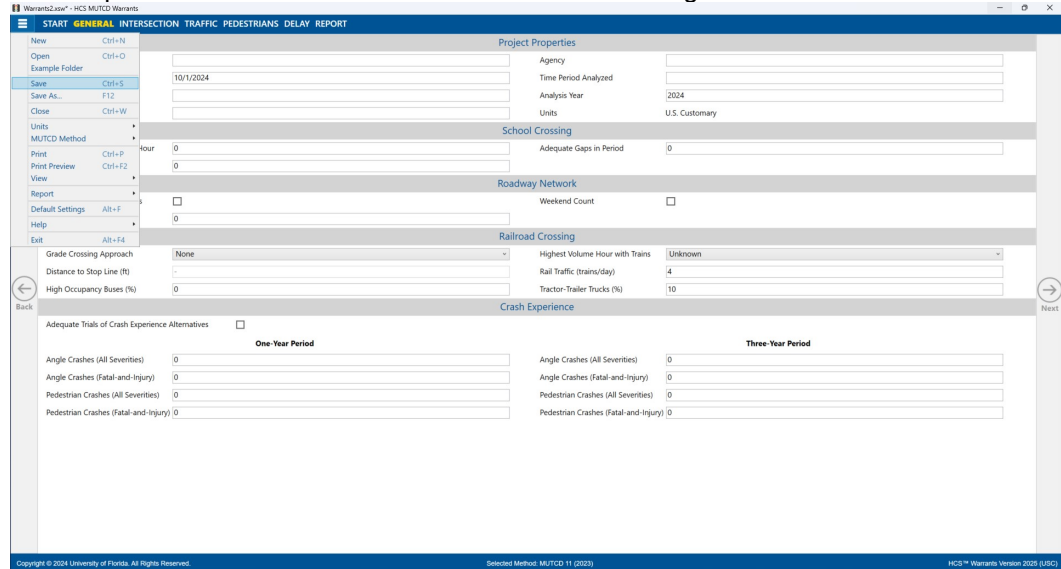 Warrants2.xsw* - HCS MUTCD Warrants
START GENERAL INTERSECTION TRAFFIC PEDESTRIANS DELAY REPORT
New Ctrl+N
Open Ctrl+O
Example Folder
Save Ctrl+S
Save As... F12
Close Ctrl+W
Units
MUTCD Method
Print Ctrl+P
Print Preview Ctrl+F2
View
Report
Default Settings Alt+F
Help
Exit Alt+F4
Project Properties
Agency
10/1/2024 Time Period Analyzed
Analysis Year 2024
Units U.S. Customary
School Crossing
Hour 0 Adequate Gaps in Period 0
0
Roadway Network
s Weekend Count
0
Railroad Crossing
Grade Crossing Approach None Highest Volume Hour with Trains Unknown
Distance to Stop Line (ft) - Rail Traffic (trains/day) 4
High Occupancy Buses (%) 0 Tractor-Trailer Trucks (%) 10
Back
Next
Crash Experience
Adequate Trials of Crash Experience Alternatives
One-Year Period Three-Year Period
Angle Crashes (All Severities) 0 Angle Crashes (All Severities) 0
Angle Crashes (Fatal-and-Injury) 0 Angle Crashes (Fatal-and-Injury) 0
Pedestrian Crashes (All Severities) 0 Pedestrian Crashes (All Severities) 0
Pedestrian Crashes (Fatal-and-Injury) 0 Pedestrian Crashes (Fatal-and-Injury) 0
Copyright © 2024 University of Florida. All Rights Reserved. Selected Method: MUTCD 11 (2023) HCS™ Warrants Version 2025 (USC)